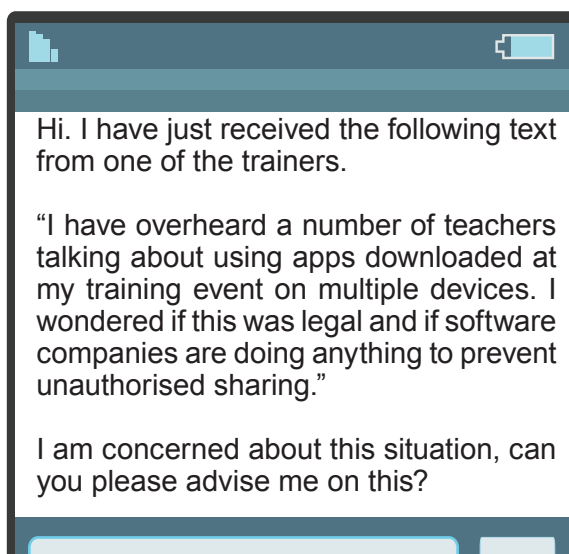 Hi. I have just received the following text
from one of the trainers.
“I have overheard a number of teachers
talking about using apps downloaded at
my training event on multiple devices. I
wondered if this was legal and if software
companies are doing anything to prevent
unauthorised sharing.”
I am concerned about this situation, can
you please advise me on this?